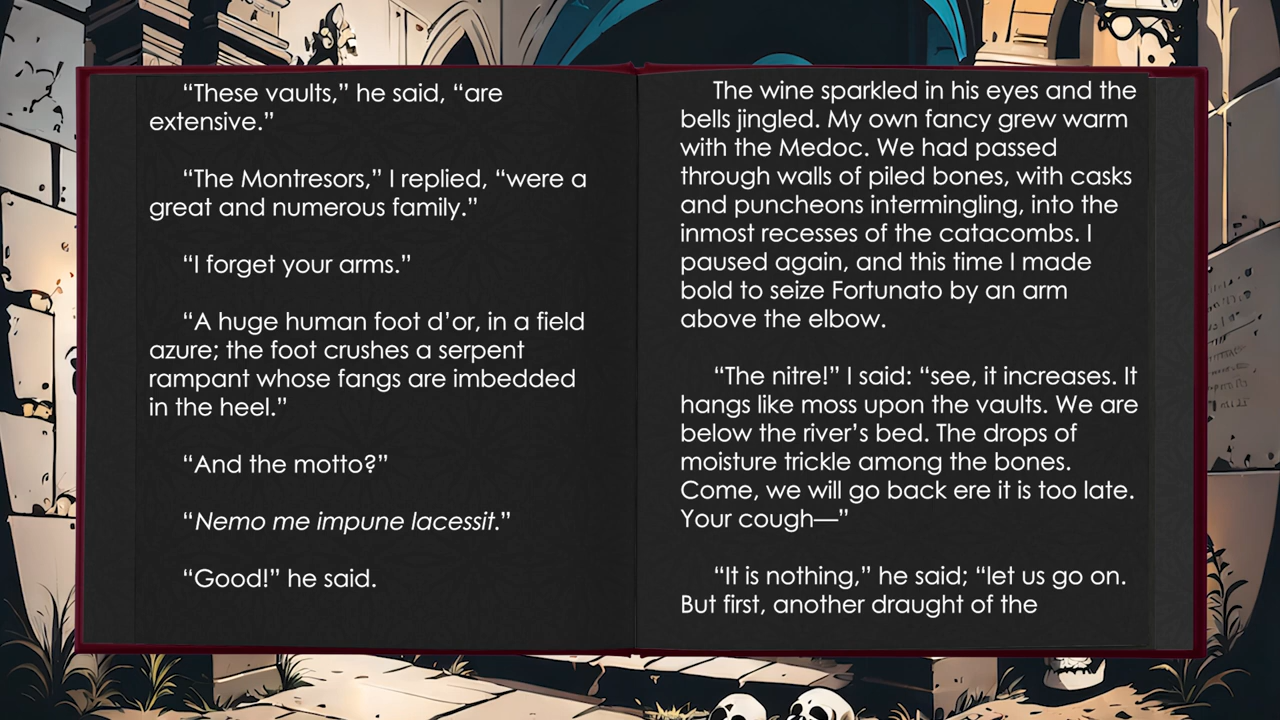 “These vaults,” he said, “are
extensive.”
“The Montresors,” I replied, “were a
great and numerous family.”
“I forget your arms.”
“A huge human foot d’or, in a field
azure; the foot crushes a serpent
rampant whose fangs are imbedded
in the heel.”
“And the motto?”
“Nemo me impune lacessit.”
“Good!” he said.
The wine sparkled in his eyes and the
bells jingled. My own fancy grew warm
with the Medoc. We had passed
through walls of piled bones, with casks
and puncheons intermingling, into the
inmost recesses of the catacombs. I
paused again, and this time I made
bold to seize Fortunato by an arm
above the elbow.
“The nitre!” I said: “see, it increases. It
hangs like moss upon the vaults. We are
below the river’s bed. The drops of
moisture trickle among the bones.
Come, we will go back ere it is too late.
Your cough—”
“It is nothing,” he said; “let us go on.
But first, another draught of the